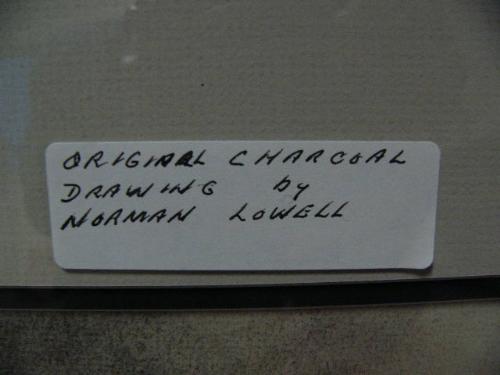 ORIGINAL CHARCOAL
DRAWING by
NORMAN LOWELL